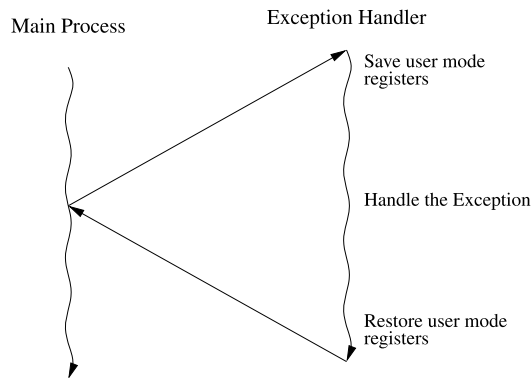 Main Process
Exception Handler
Save user mode
registers
Handle the Exception
Restore user mode
registers